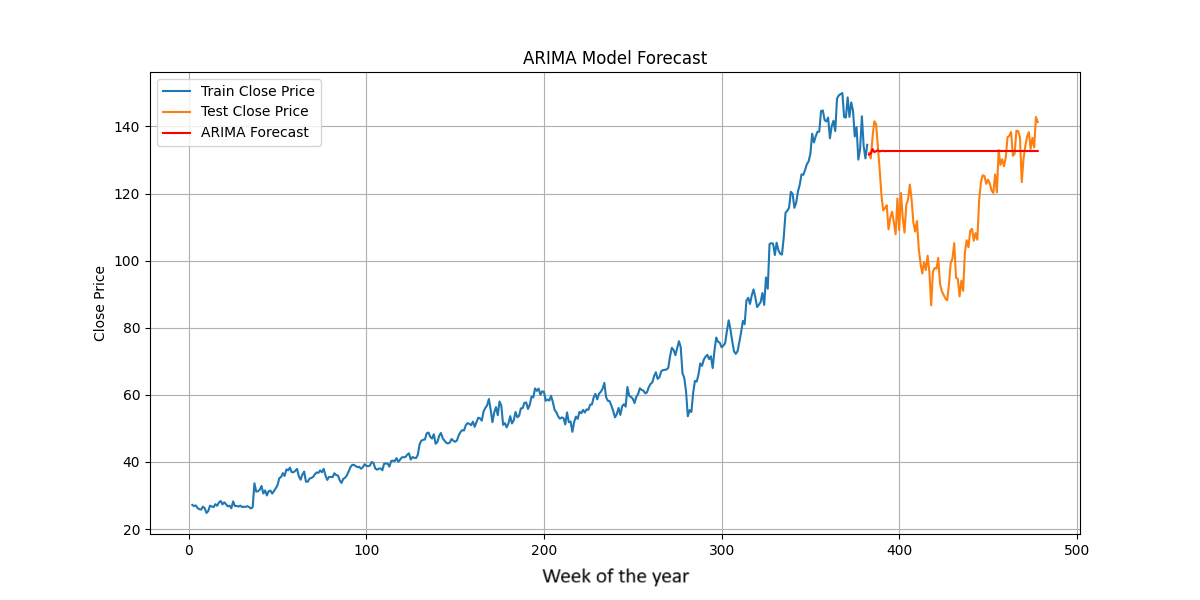 ARIMA Model Forecast
Train Close Price
Test Close Price
ARIMA Forecast
Close Price
140
120
100
80
60
40
20
0 100 200 300 400 500
Week of the year